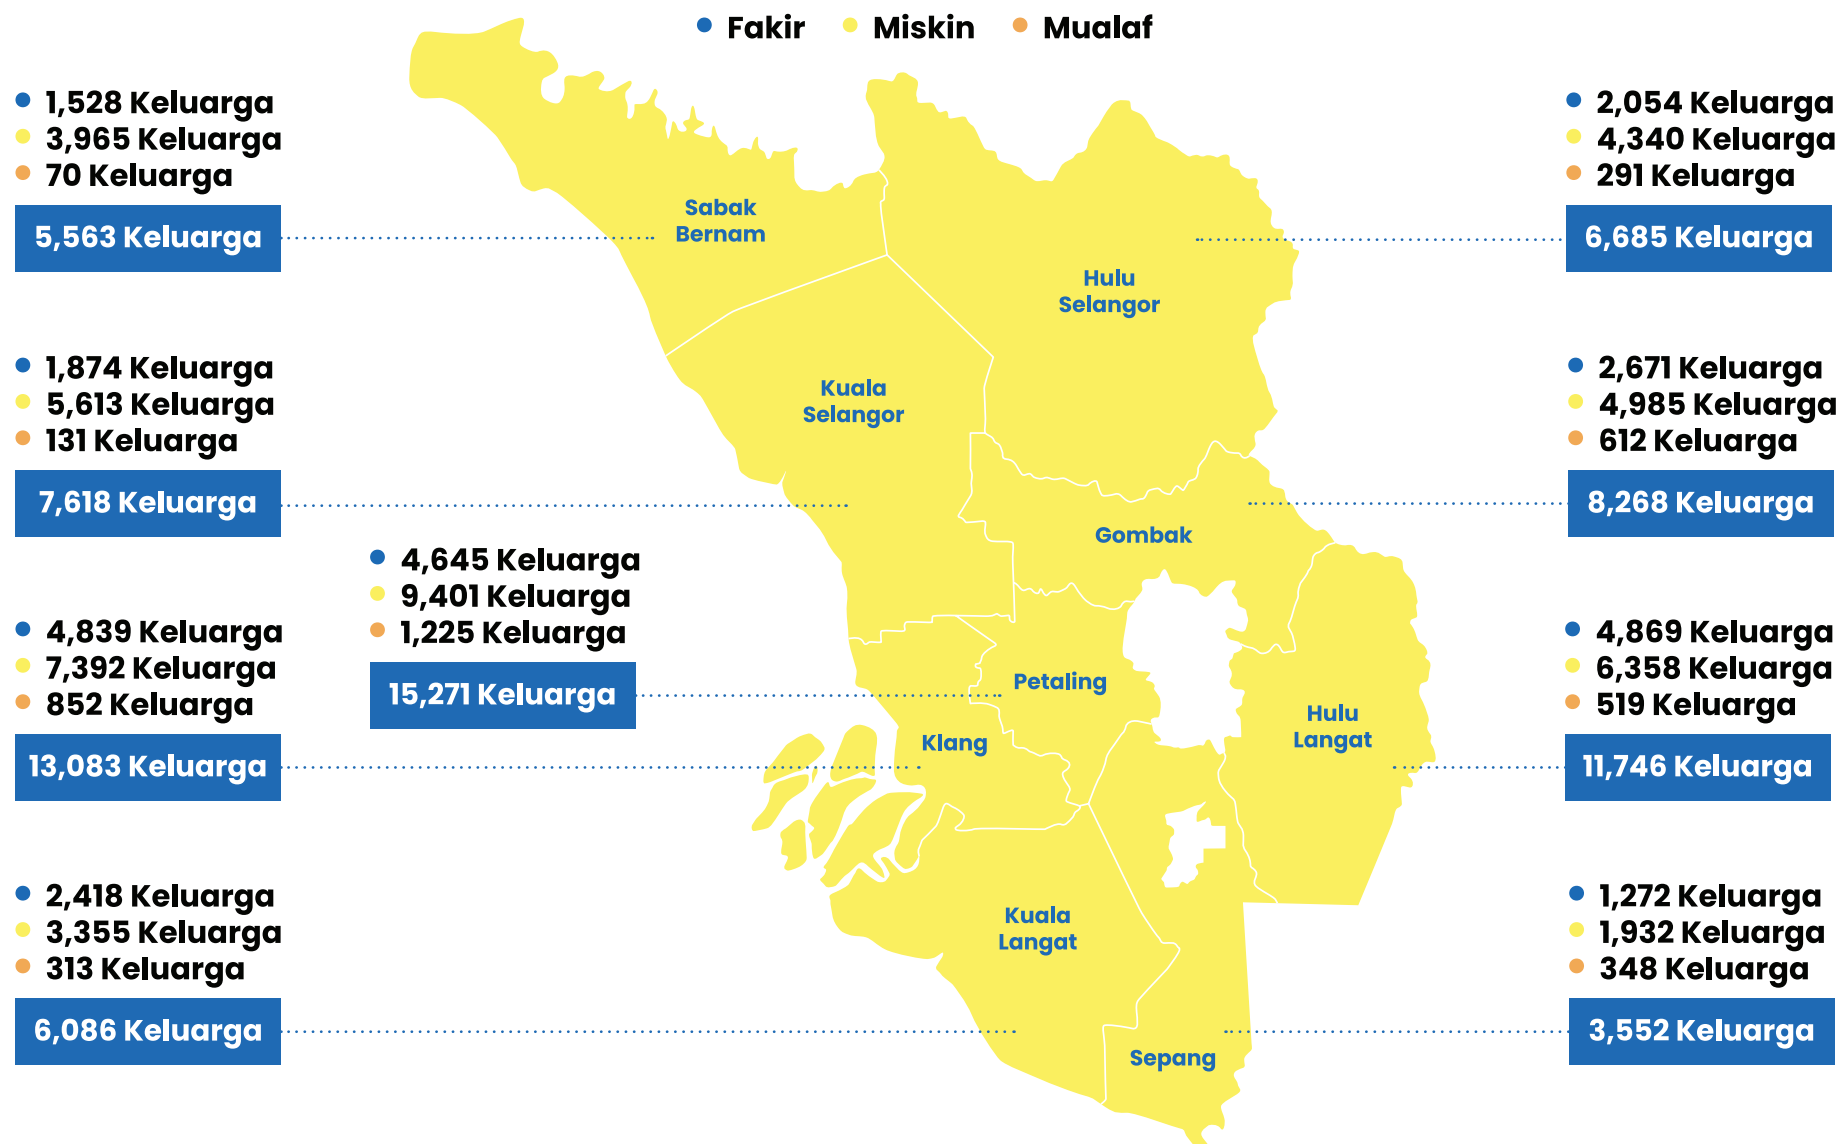 Fakir Miskin Mualaf
1,528 Keluarga
3,965 Keluarga
70 Keluarga
5,563 Keluarga
1,874 Keluarga
5,613 Keluarga
131 Keluarga
7,618 Keluarga
4,645 Keluarga
9,401 Keluarga
1,225 Keluarga
15,271 Keluarga
4,839 Keluarga
7,392 Keluarga
852 Keluarga
13,083 Keluarga
2,418 Keluarga
3,355 Keluarga
313 Keluarga
6,086 Keluarga
Sabak
Bernam
Hulu
Selangor
Kuala
Selangor
Gombak
Petaling
Klang
Hulu
Langat
Kuala
Langat
Sepang
2,054 Keluarga
4,340 Keluarga
291 Keluarga
6,685 Keluarga
2,671 Keluarga
4,985 Keluarga
612 Keluarga
8,268 Keluarga
4,869 Keluarga
6,358 Keluarga
519 Keluarga
11,746 Keluarga
1,272 Keluarga
1,932 Keluarga
348 Keluarga
3,552 Keluarga